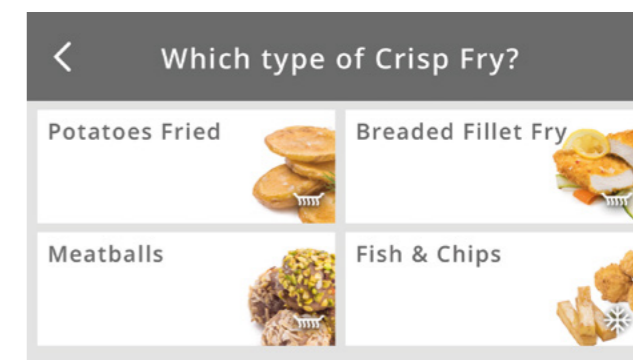 Which type of Crisp Fry?
Potatoes Fried
Breaded Fillet Fry
Meatballs
Fish & Chips